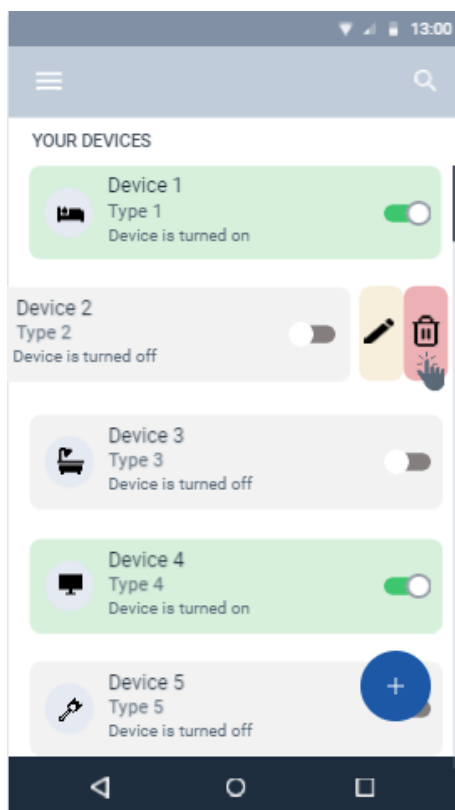 13:00
YOUR DEVICES
Device 1
Type 1
Device is turned on
Device 2
Type 2
Device is turned off
Device 3
Type 3
Device is turned off
Device 4
Type 4
Device is turned on
Device 5
Type 5
Device is turned off